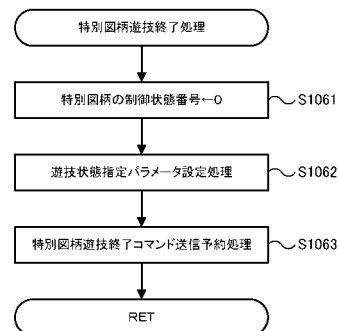 特別図柄遊技終了処理
特別図柄の制御状態番号←0
S1061
遊技状態指定パラメータ設定処理
S1062
特別図柄遊技終了コマンド送信予約処理
S1063
RET